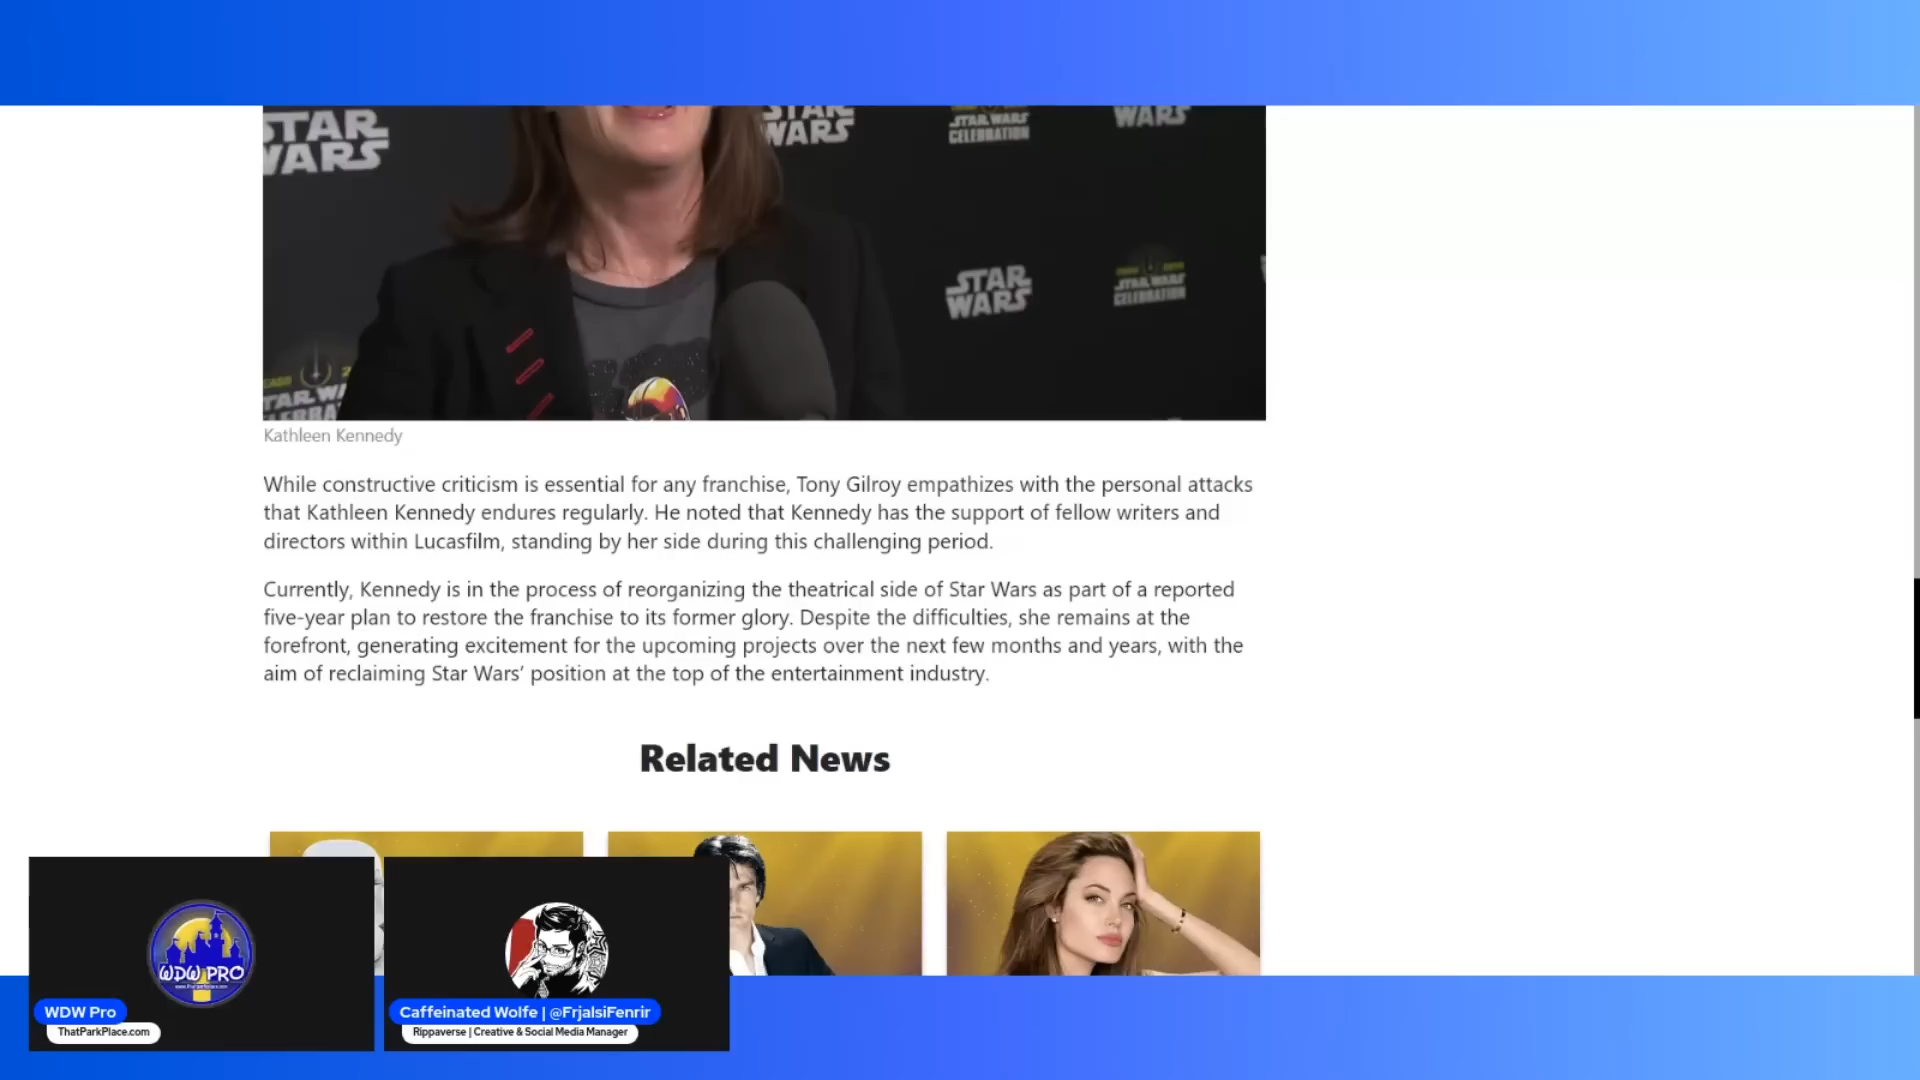 STAR
WARS
STAR
WARS
STAR WARS
CELEBRATION
WARS
STAR
WARS
STAR WARS
CELEBRATION
STAR WARS
Kathleen Kennedy
While constructive criticism is essential for any franchise, Tony Gilroy empathizes with the personal attacks
that Kathleen Kennedy endures regularly. He noted that Kennedy has the support of fellow writers and
directors within Lucasfilm, standing by her side during this challenging period.
Currently, Kennedy is in the process of reorganizing the theatrical side of Star Wars as part of a reported
five-year plan to restore the franchise to its former glory. Despite the difficulties, she remains at the
forefront, generating excitement for the upcoming projects over the next few months and years, with the
aim of reclaiming Star Wars’ position at the top of the entertainment industry.
Related News
WDW PRO
WDW Pro
ThatParkPlace.com
Caffeinated Wolfe | @FrjalsiFenrir
Rippaverse | Creative & Social Media Manager